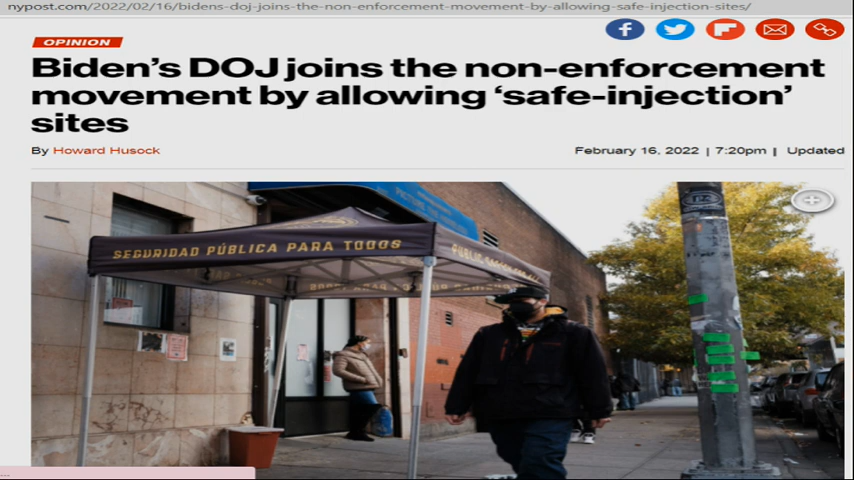 nypost.com/2022/02/16/bidens-doj-joins-the-non-enforcement-movement-by-allowing-safe-injection-sites/
OPINION
Biden's DOJ joins the non-enforcement
movement by allowing ‘safe-injection’
sites
By Howard Husock
February 16, 2022 | 7:20pm | Updated
SEGURIDAD PÚBLICA PARA TODOS